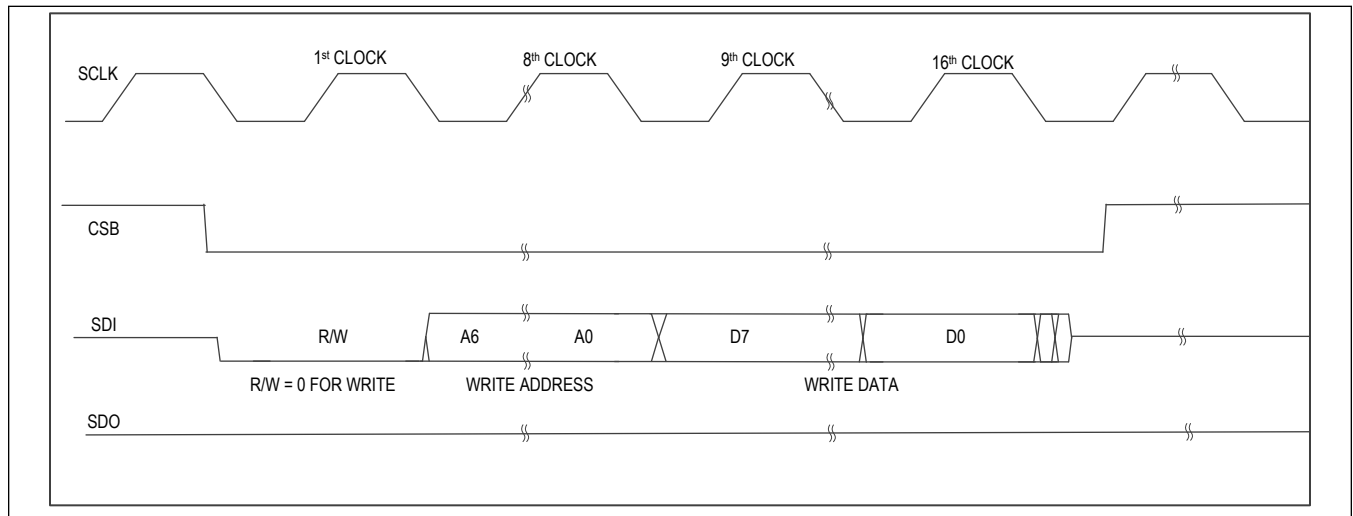 1st CLOCK 8th CLOCK 9th CLOCK 16th CLOCK
SCLK
CSB
SDI
R/W A6 A0 D7 D0
R/W = 0 FOR WRITE WRITE ADDRESS WRITE DATA
SDO